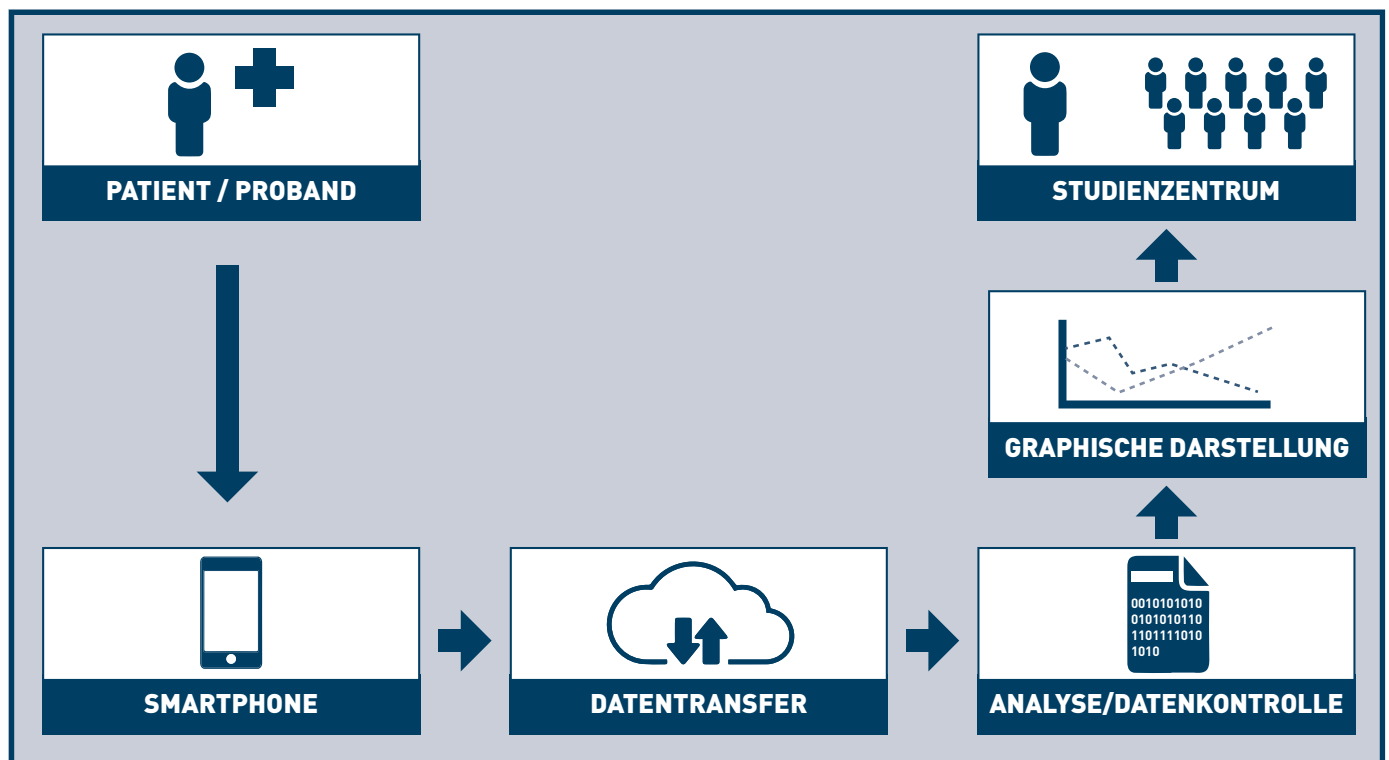 PATIENT / PROBAND
STUDIENZENTRUM
GRAPHISCHE DARSTELLUNG
0010101010
0101010110
1101111010
1010
SMARTPHONE
DATENTRANSFER
ANALYSE/DATENKONTROLLE